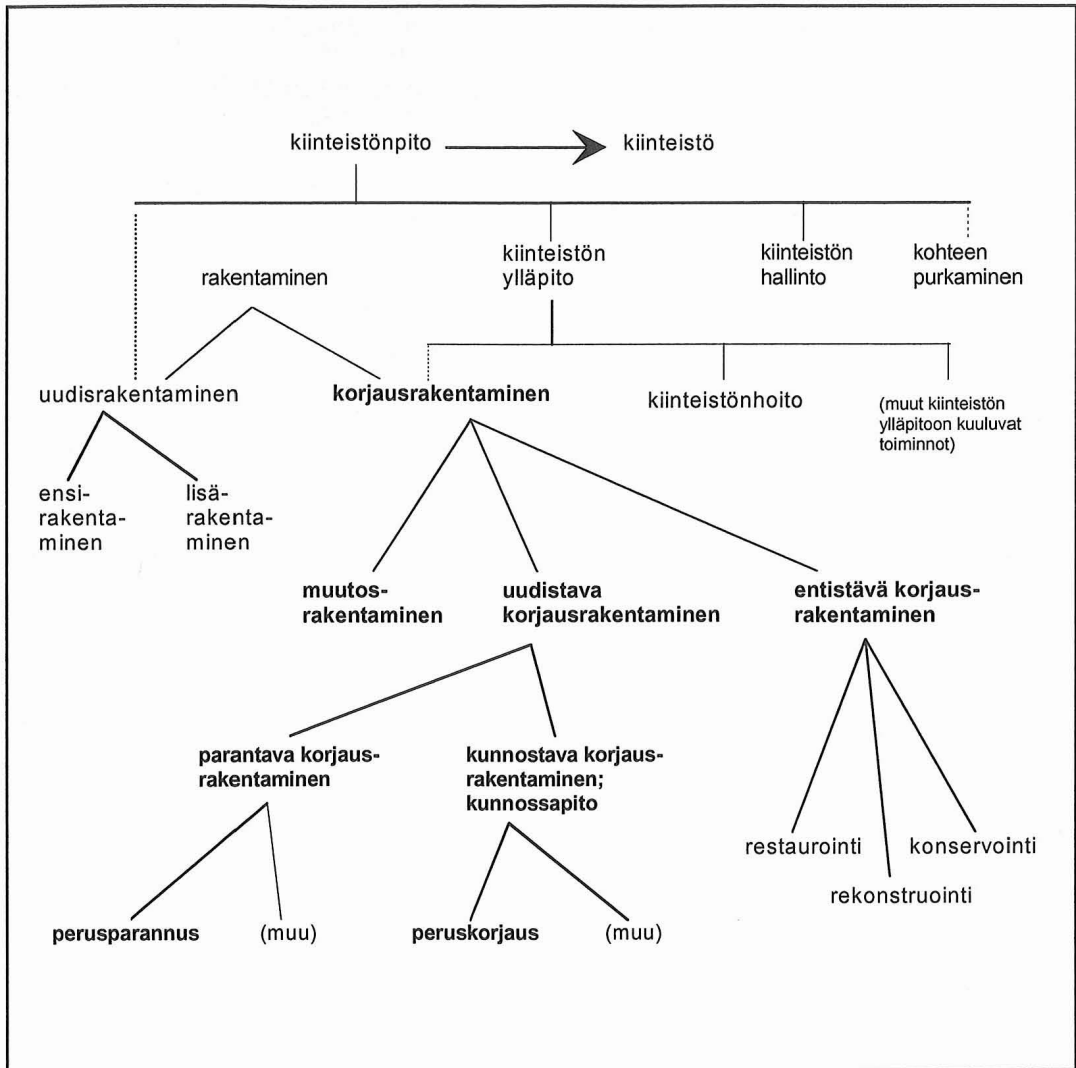 kiinteistönpito
kiinteistö
rakentaminen
kiinteistön
ylläpito
kiinteistön
hallinto
kohteen
purkaminen
uudisrakentaminen
korjausrakentaminen
kiinteistönhoito
(muut kiinteistön
ylläpitoon kuuluvat
toiminnot)
ensi-
rakenta-
minen
lisä-
rakenta-
minen
muutos-
rakentaminen
uudistava
korjausrakentaminen
entistävä korjaus-
rakentaminen
parantava korjaus-
rakentaminen
kunnostava korjaus-
rakentaminen;
kunnossapito
restaurointi
konservointi
rekonstruointi
perusparannus
(muu)
peruskorjaus
(muu)